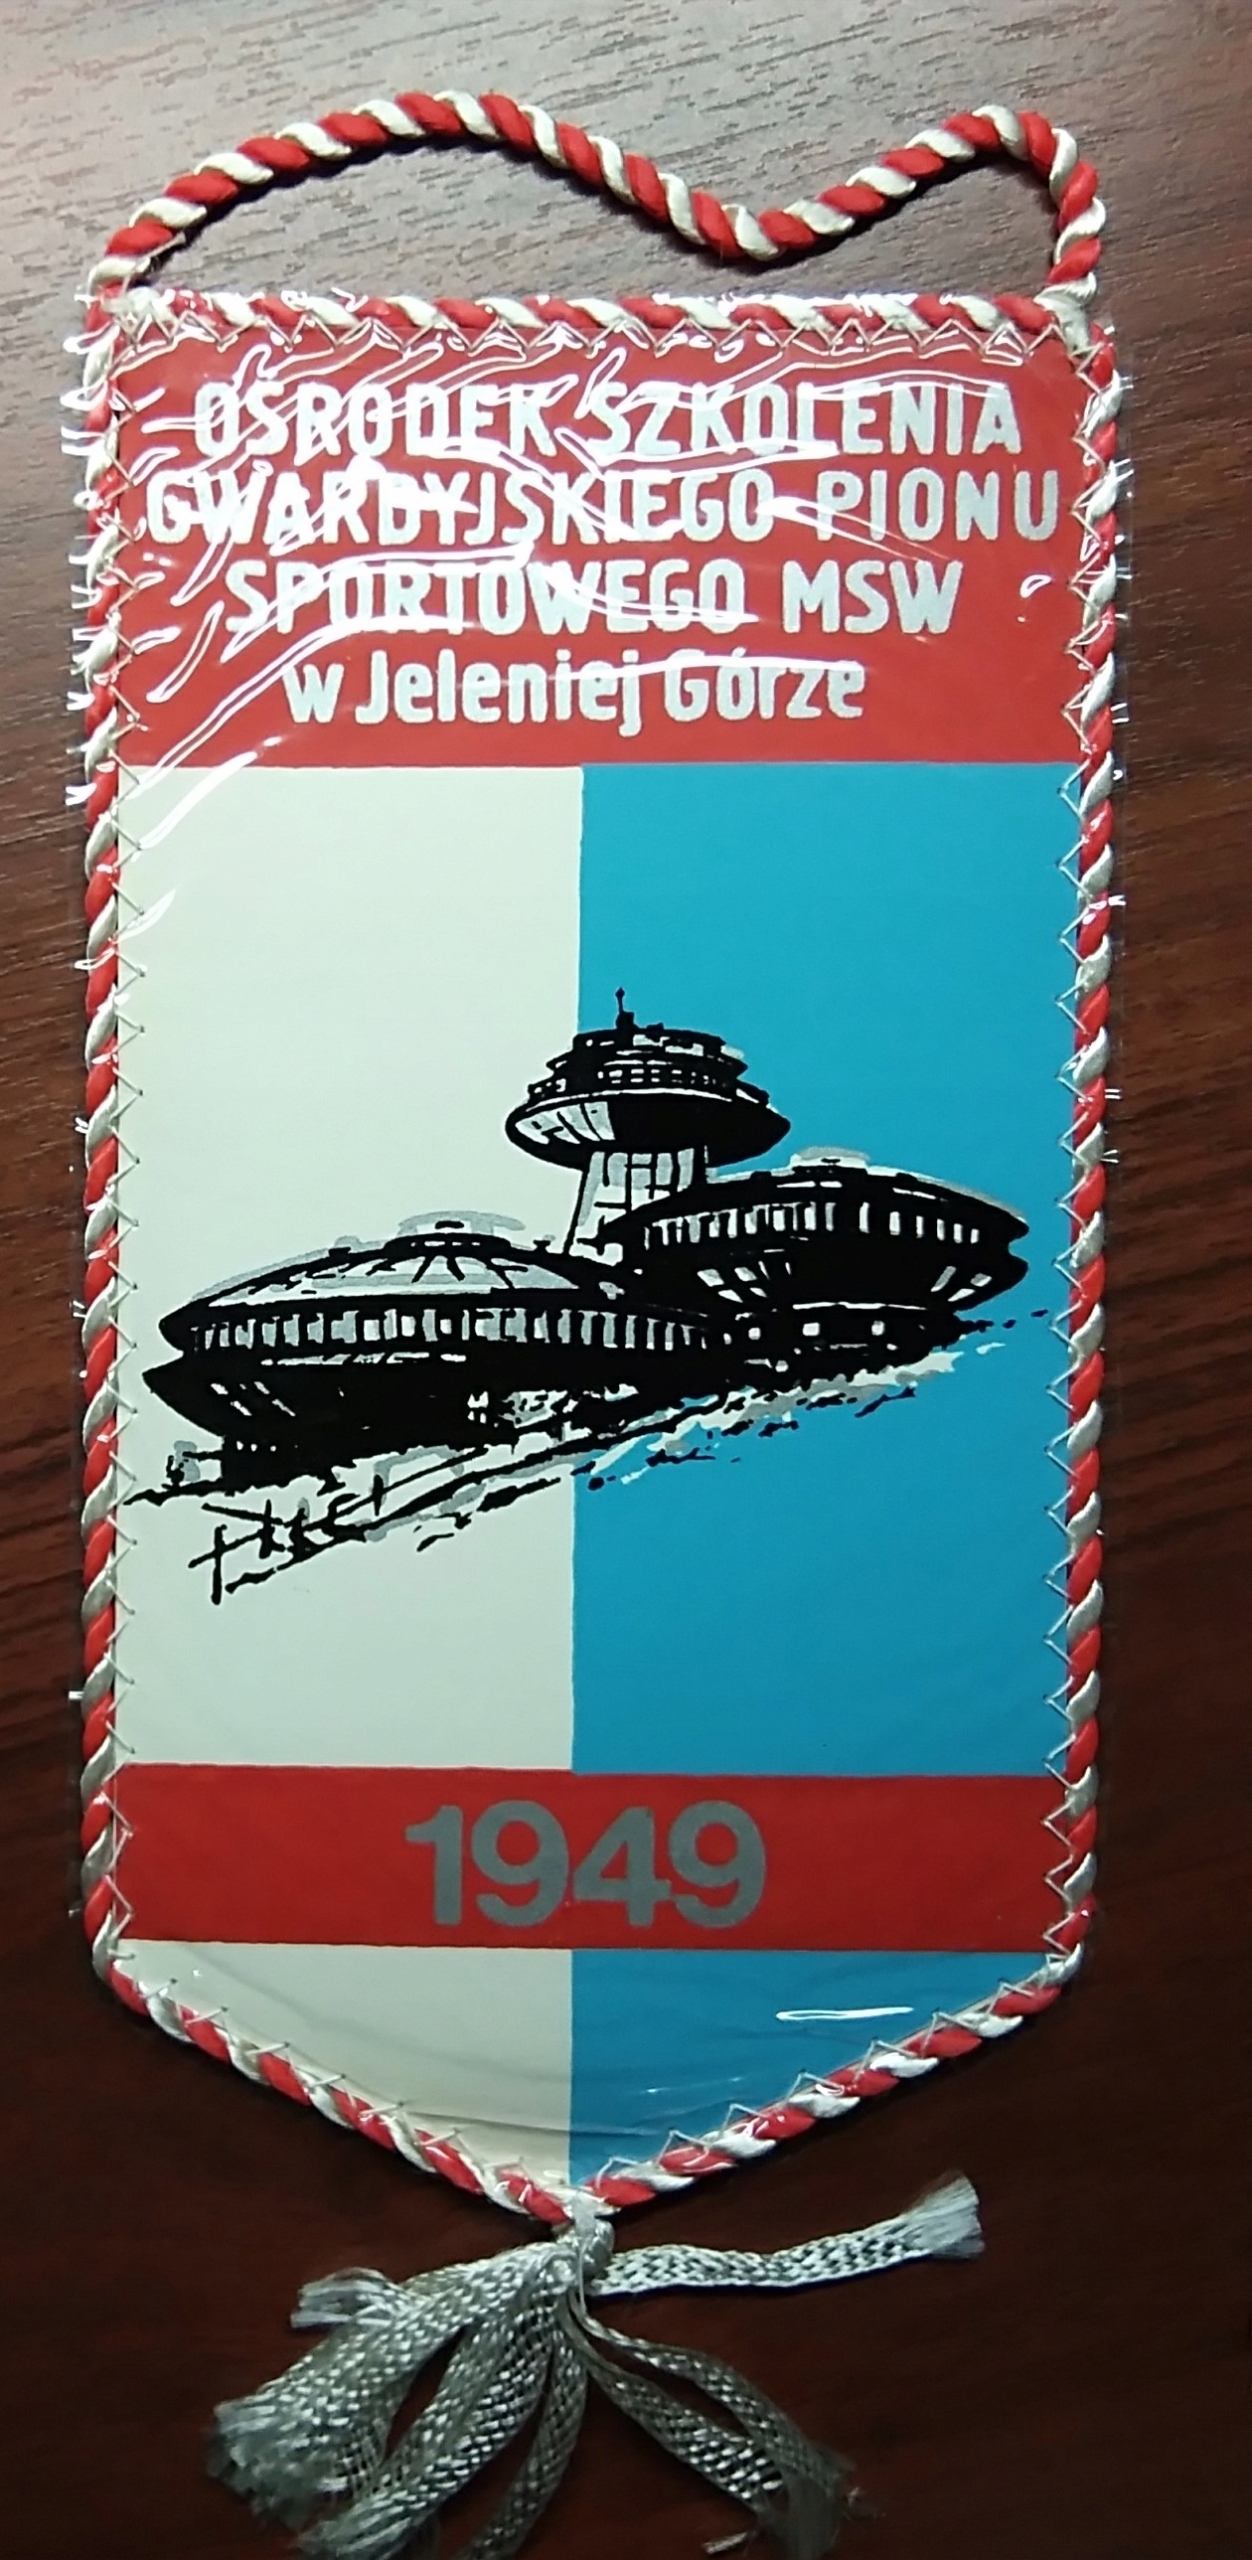 OŚRODEK SZKOLENIA
GWARDYJSKIEGO PIONU
SPORTOWEGO MSW
w Jeleniej Górze
1949